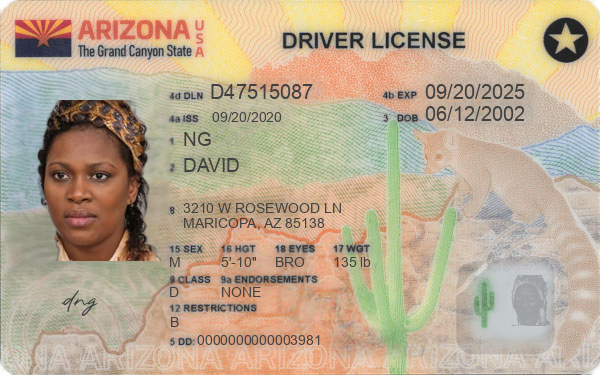 ARIZONA USA
The Grand Canyon State
DRIVER LICENSE
4d DLN D47515087
4b EXP 09/20/2025
4a ISS 09/20/2020
3 DOB 06/12/2002
1 NG
2 DAVID
8 3210 W ROSEWOOD LN
MARICOPA, AZ 85138
15 SEX 16 HGT 18 EYES 17 WGT
M 5'-10" BRO 135 lb
9 CLASS 9a ENDORSEMENTS
D NONE
12 RESTRICTIONS
B
dng
5 DD: 0000000000003981
ARIZONA ARIZONA ARIZONA ARIZONA